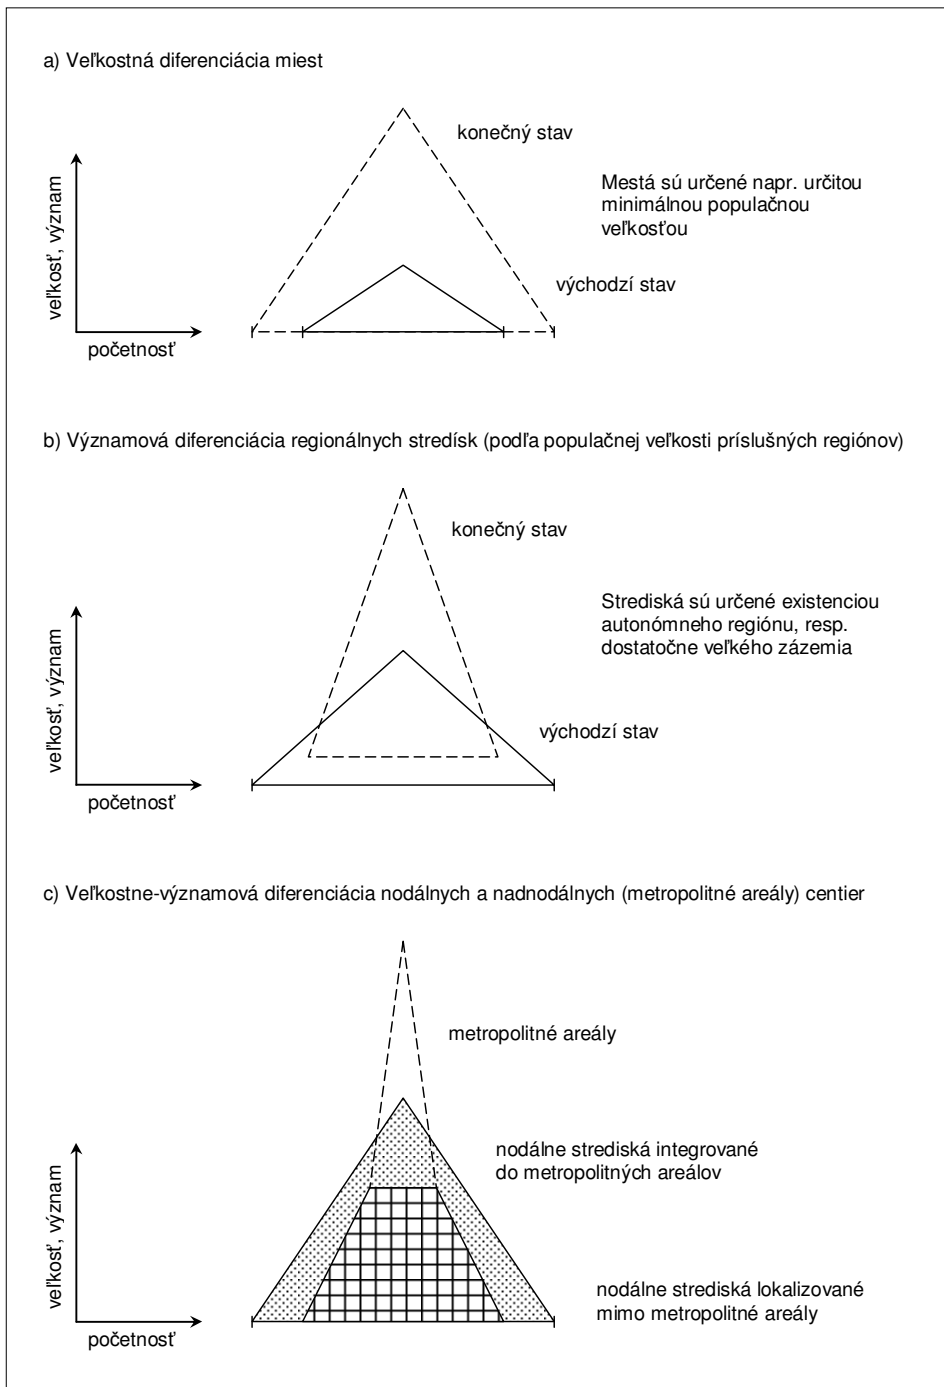 a) Veľkostná diferenciácia miest
konečný stav
Mestá sú určené napr. určitou
minimálnou populačnou
veľkosťou
veľkosť, význam
východzí stav
početnosť
b) Významová diferenciácia regionálnych stredísk (podľa populačnej veľkosti príslušných regiónov)
konečný stav
Strediská sú určené existenciou
autonómneho regiónu, resp.
dostatočne veľkého zázemia
veľkosť, význam
východzí stav
početnosť
c) Veľkostne-významová diferenciácia nodálnych a nadnodálnych (metropolitné areály) centier
metropolitné areály
nodálne strediská integrované
do metropolitných areálov
veľkosť, význam
nodálne strediská lokalizované
mimo metropolitné areály
početnosť